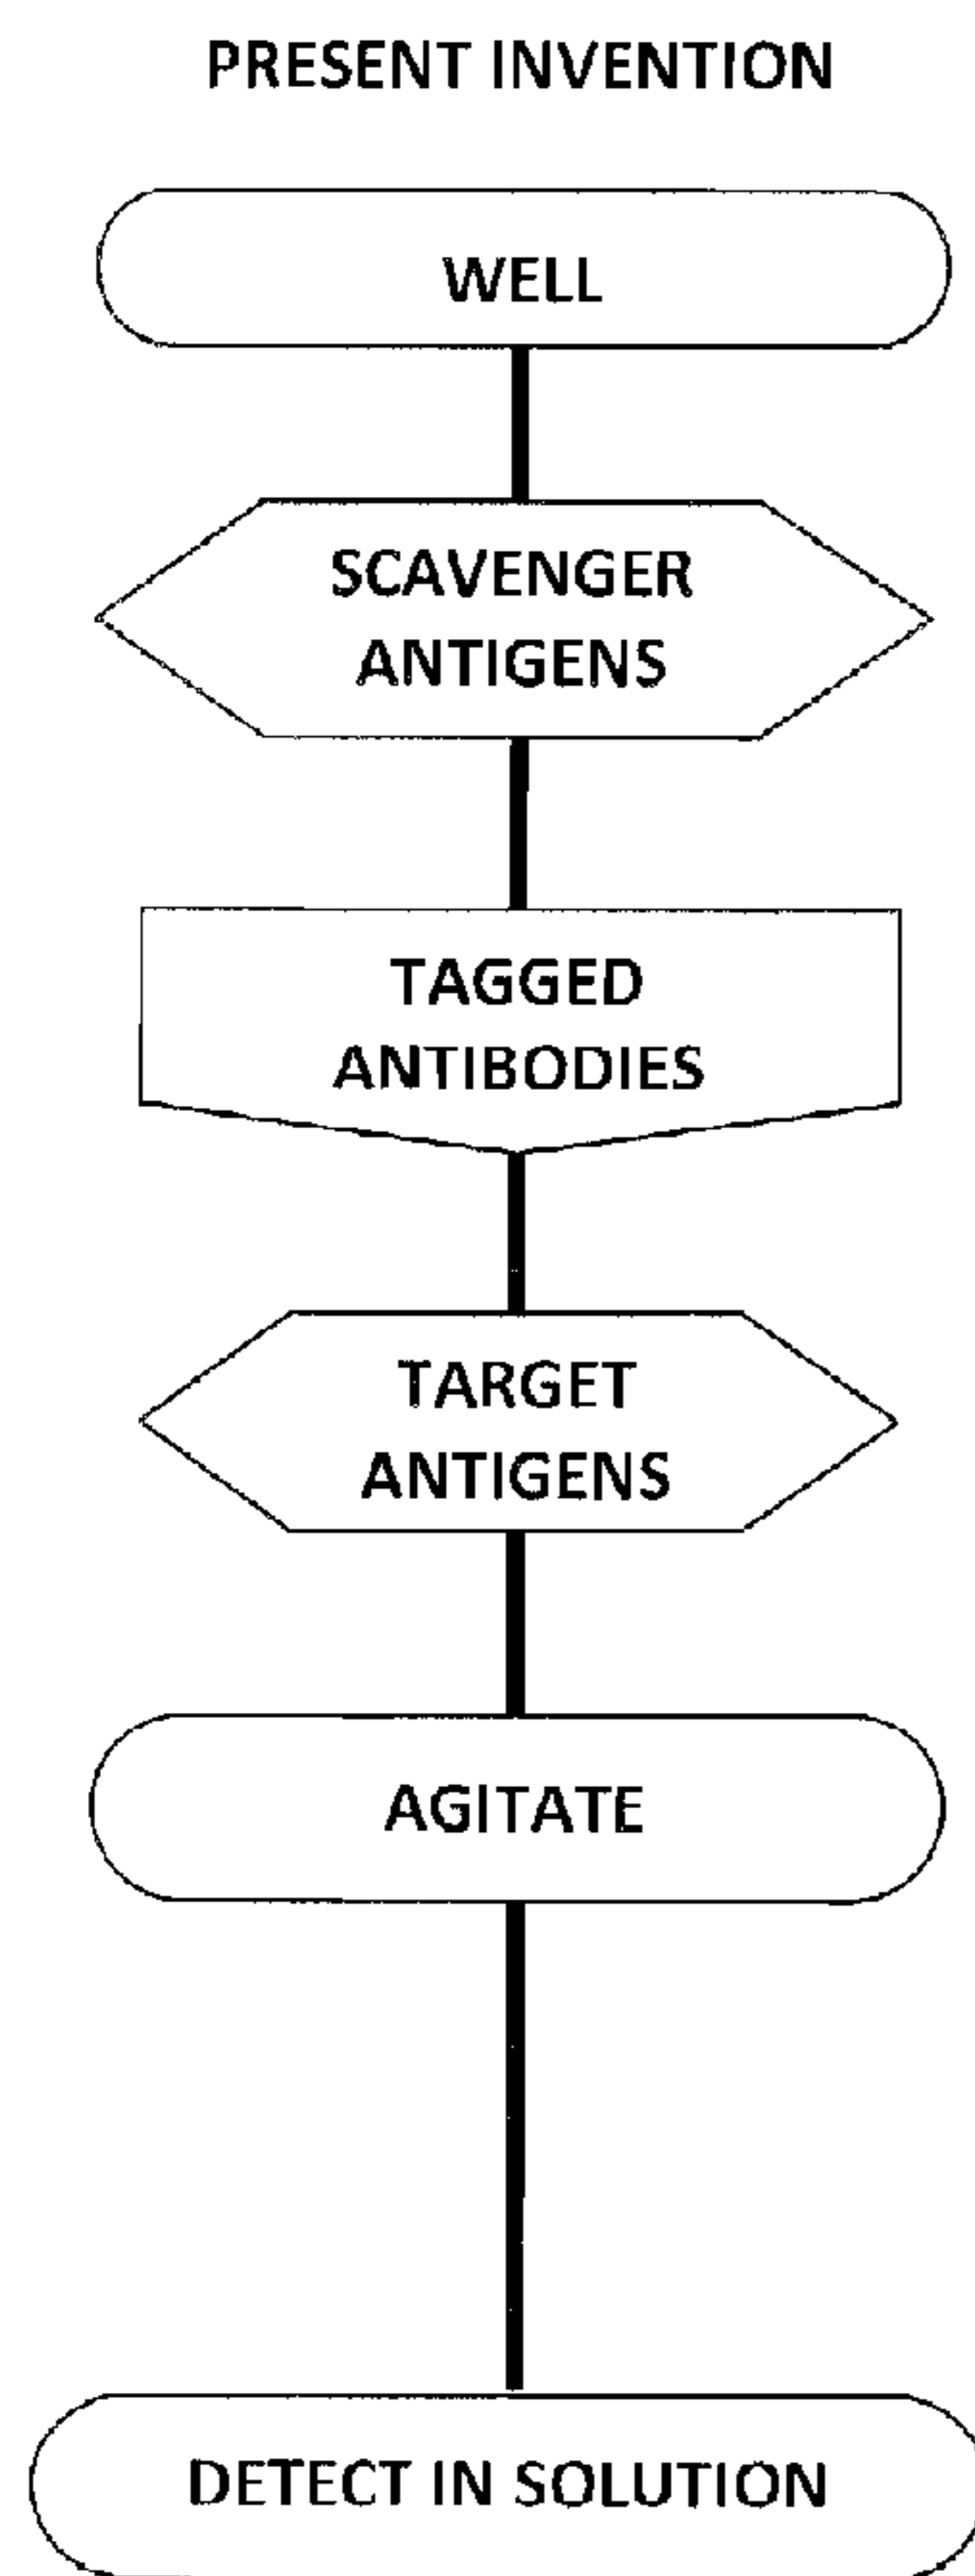 PRESENT INVENTION
WELL
SCAVENGER
ANTIGENS
TAGGED
ANTIBODIES
TARGET
ANTIGENS
AGITATE
DETECT IN SOLUTION